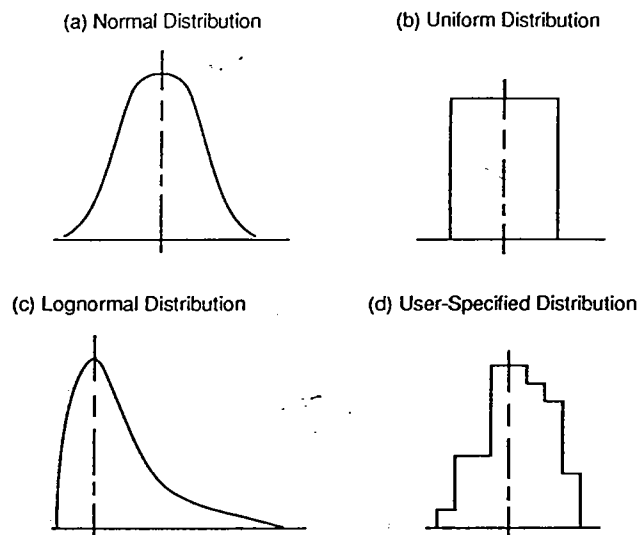 (a) Normal Distribution
(b) Uniform Distribution
(c) Lognormal Distribution
(d) User-Specified Distribution